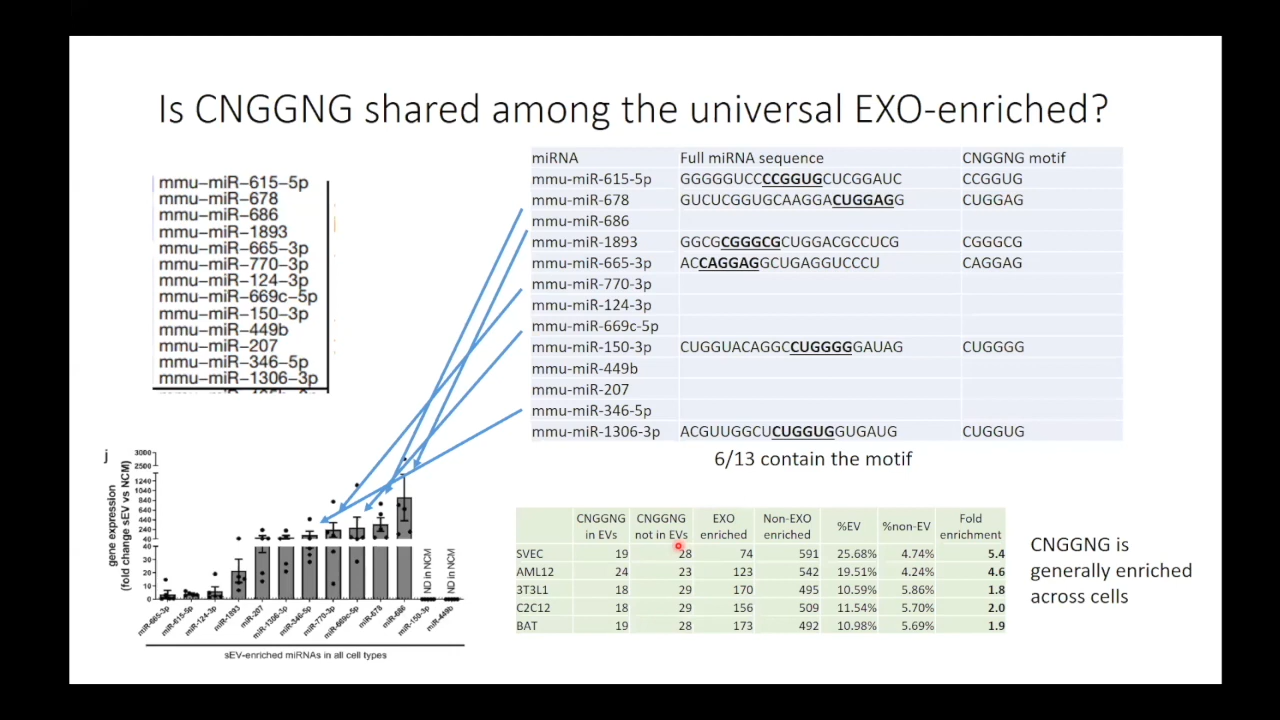 Is CNGGNG shared among the universal EXO-enriched?
mmu-miR-615-5p
mmu-miR-678
mmu-miR-686
mmu-miR-1893
mmu-miR-665-3p
mmu-miR-770-3p
mmu-miR-124-3p
mmu-miR-669c-5p
mmu-miR-150-3p
mmu-miR-449b
mmu-miR-207
mmu-miR-346-5p
mmu-miR-1306-3p
miRNA Full miRNA sequence CNGGNG motif
mmu-miR-615-5p GGGGGUCCCCGGUGCUCGGAUC CCGGUG
mmu-miR-678 GUCUCGGUGCAAGGACUGGAGG CUGGAG
mmu-miR-686
mmu-miR-1893 GGCGCGGGCGCUGGACGCCUCG CGGGCG
mmu-miR-665-3p ACCAGGAGGCUGAGGUCCCU CAGGAG
mmu-miR-770-3p
mmu-miR-124-3p
mmu-miR-669c-5p
mmu-miR-150-3p CUGGUACAGGCCUGGGGGAUAG CUGGGG
mmu-miR-449b
mmu-miR-207
mmu-miR-346-5p
mmu-miR-1306-3p ACGUUGGCUCUGGUGGUGAUG CUGGUG
6/13 contain the motif
j
gene expression
(fold change sEV vs NCM)
3000
2500
1240
1040
840
640
440
240
40
40
30
20
10
0
ND in NCM
ND in NCM
miR-665-3p
miR-615-5p
miR-124-3p
miR-1893
miR-207
miR-1306-3p
miR-346-5p
miR-770-3p
miR-669c-5p
miR-678
miR-686
miR-150-3p
miR-449b
sEV-enriched miRNAs in all cell types
CNGGNG in EVs CNGGNG not in EVs EXO enriched Non-EXO enriched %EV %non-EV Fold enrichment
SVEC 19 28 74 591 25.68% 4.74% 5.4
AML12 24 23 123 542 19.51% 4.24% 4.6
3T3L1 18 29 170 495 10.59% 5.86% 1.8
C2C12 18 29 156 509 11.54% 5.70% 2.0
BAT 19 28 173 492 10.98% 5.69% 1.9
CNGGNG is
generally enriched
across cells